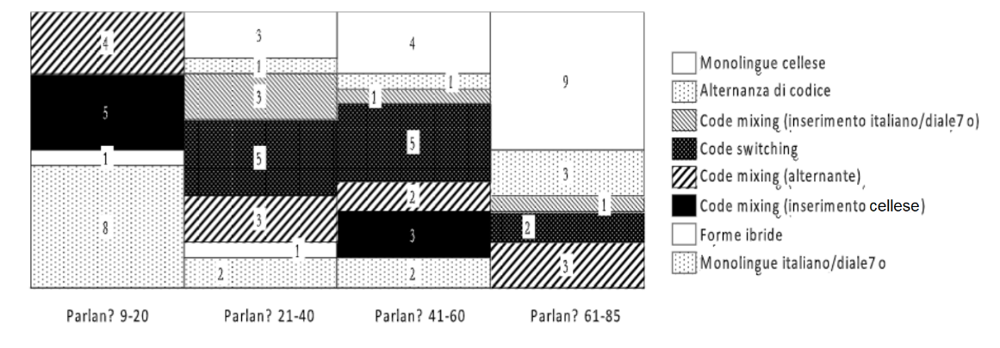 4
5
1
8
3
1
3
5
3
1
2
4
1
1
5
2
3
2
9
3
1
2
3
Parlan? 9-20
Parlan? 21-40
Parlan? 41-60
Parlan? 61-85
Monolingue cellese
Alternanza di codice
Code mixing (inserimento italiano/diale7 o)
Code switching
Code mixing (alternante)
Code mixing (inserimento cellese)
Forme ibride
Monolingue italiano/diale7 o